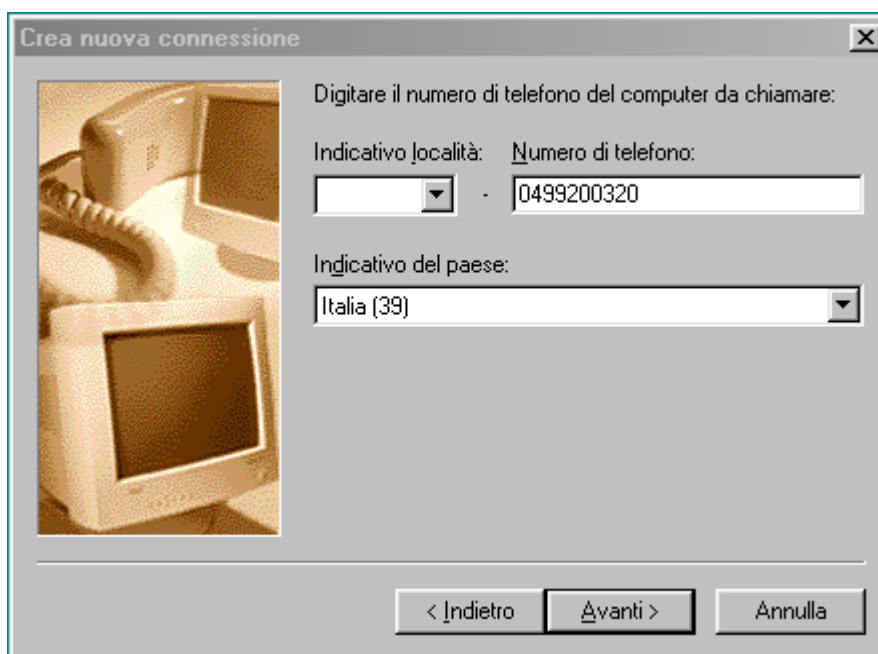 Crea nuova connessione
Digitare il numero di telefono del computer da chiamare:
Indicativo località: Numero di telefono:
- 0499200320
Indicativo del paese:
Italia (39)
< Indietro Avanti > Annulla